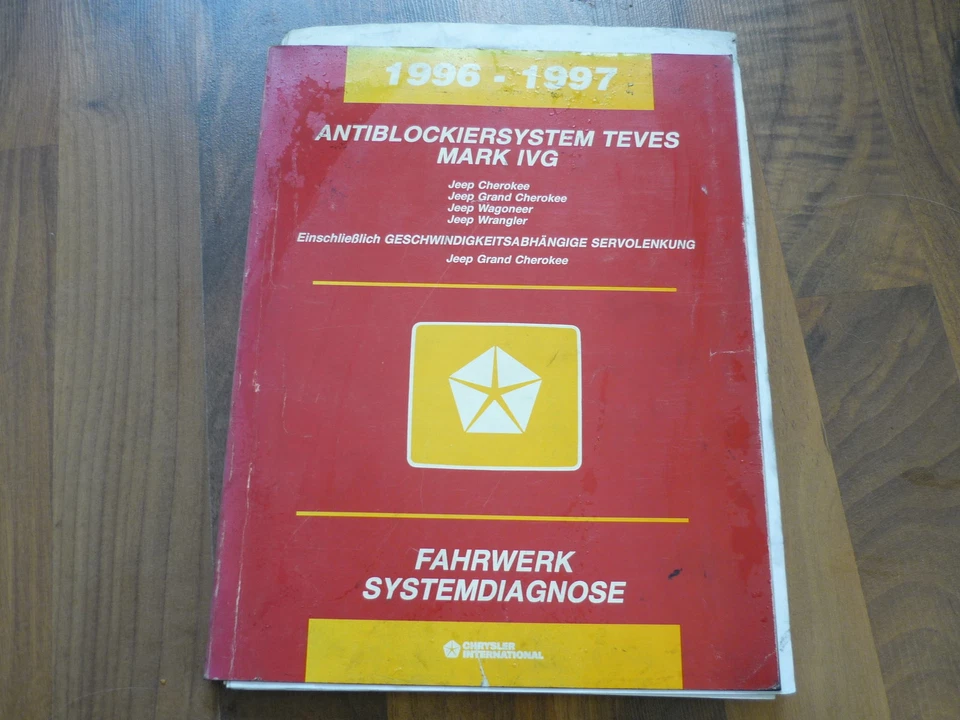 1996 - 1997
ANTIBLOCKIERSYSTEM TEVES
MARK IVG
Jeep Cherokee
Jeep Grand Cherokee
Jeep Wagoneer
Jeep Wrangler
Einschließlich GESCHWINDIGKEITSABHÄNGIGE SERVOLENKUNG
Jeep Grand Cherokee
FAHRWERK
SYSTEMDIAGNOSE
CHRYSLER
INTERNATIONAL